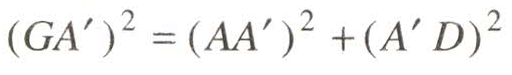 (GA′)² = (AA′)² + (A′ D)²